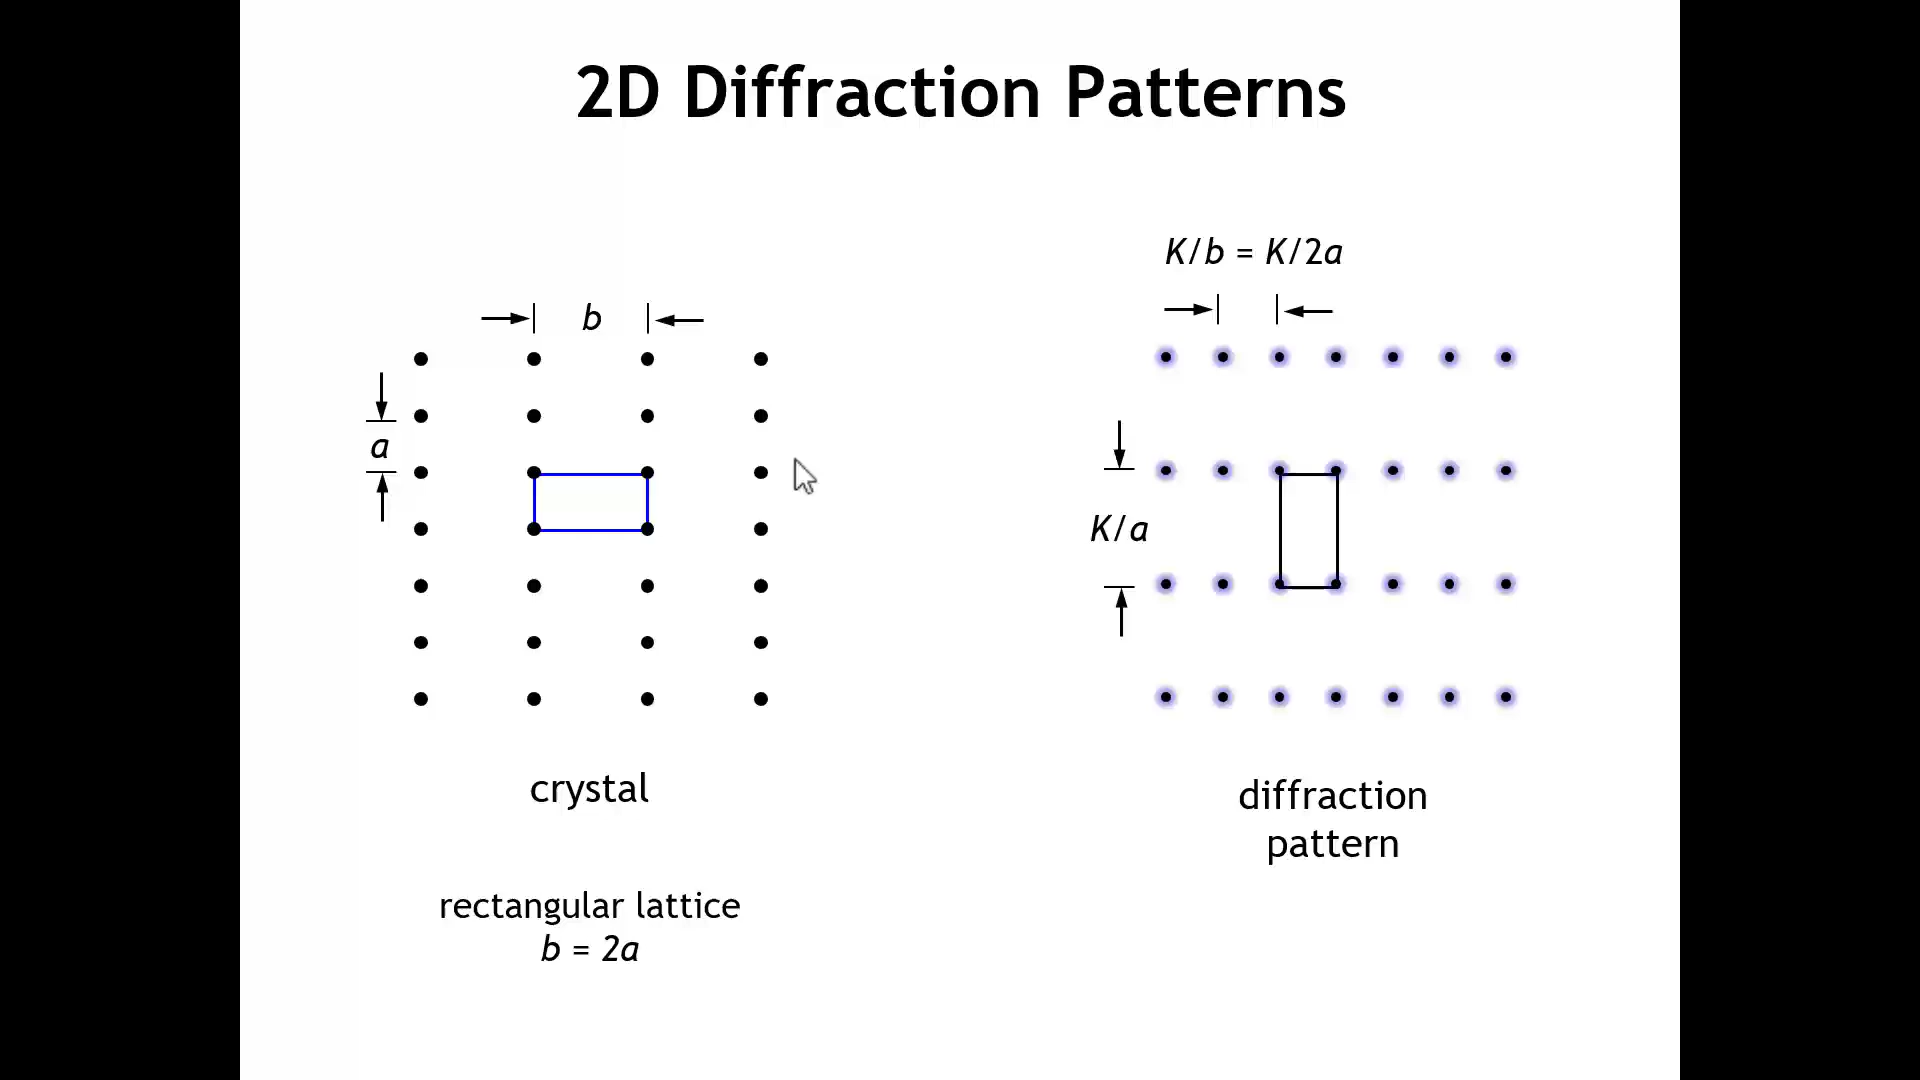 2D Diffraction Patterns
K/b = K/2a
b
a
K/a
crystal
diffraction
pattern
rectangular lattice
b = 2a